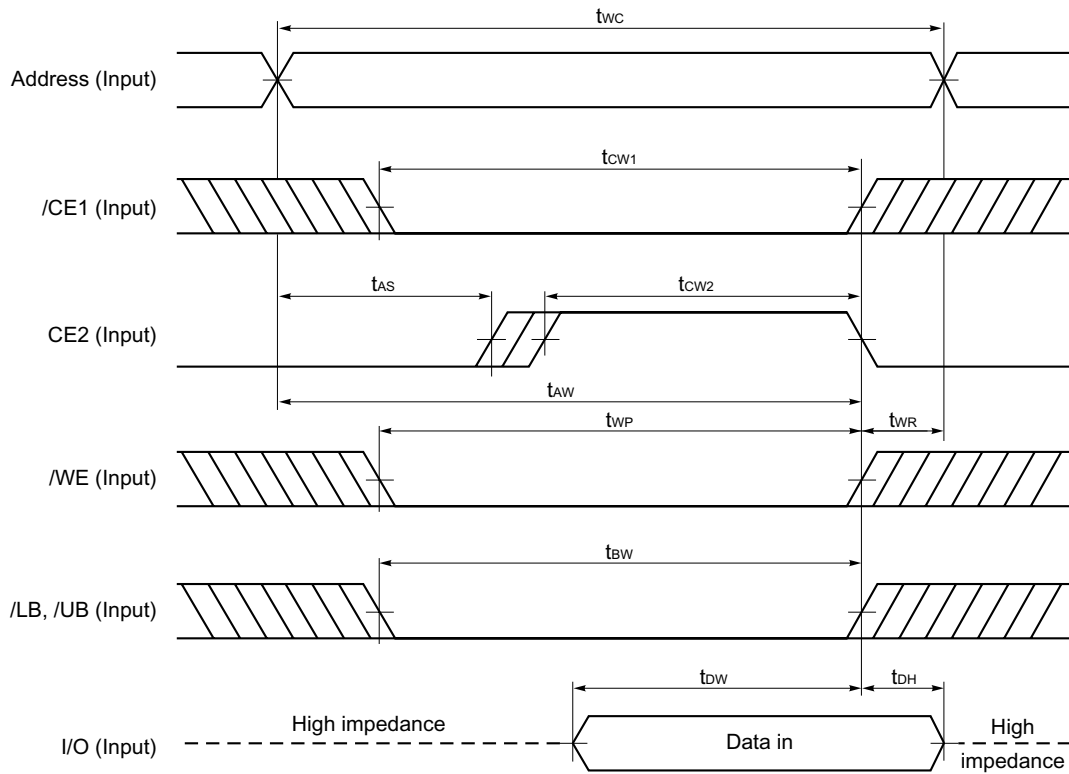 tWC
Address (Input)
tCW1
/CE1 (Input)
tAS
tCW2
CE2 (Input)
tAW
tWP
tWR
/WE (Input)
tBW
/LB, /UB (Input)
tDW
tDH
I/O (Input)
High impedance
Data in
High
impedance